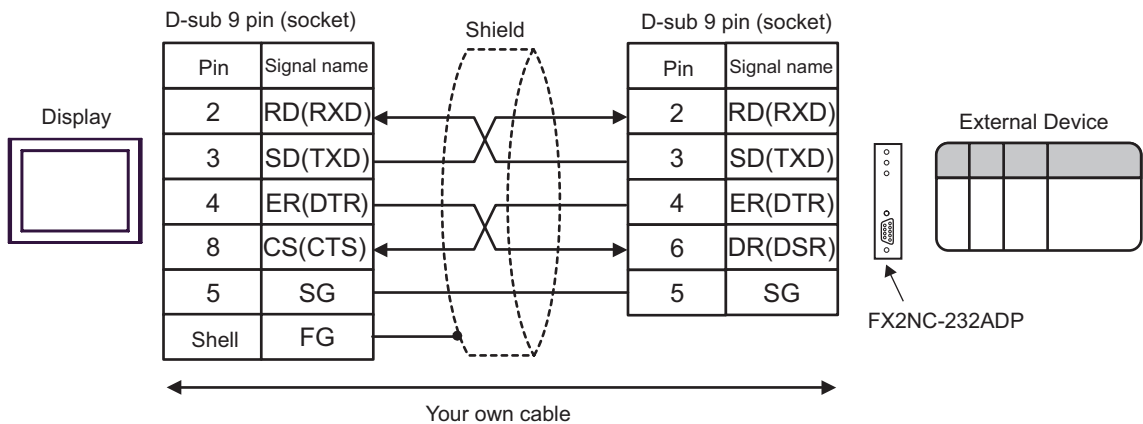 D-sub 9 pin (socket) Shield D-sub 9 pin (socket)
Pin Signal name Pin Signal name
Display 2 RD(RXD) 2 RD(RXD) External Device
3 SD(TXD) 3 SD(TXD)
4 ER(DTR) 4 ER(DTR)
8 CS(CTS) 6 DR(DSR)
5 SG 5 SG
Shell FG FX2NC-232ADP
Your own cable